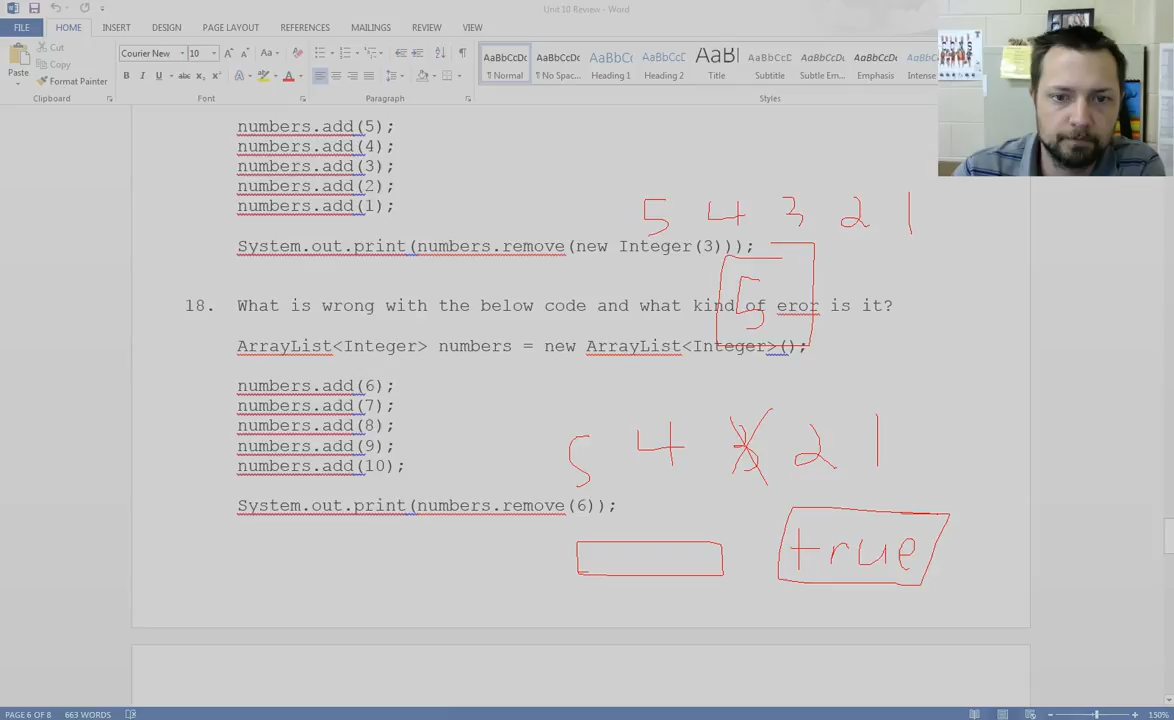 Unit 10 Review - Word
FILE HOME INSERT DESIGN PAGE LAYOUT REFERENCES MAILINGS REVIEW VIEW
Paste
Cut
Copy
Format Painter
Courier New 10
AaBbCcDc AaBbCcDc AaBbCc AaBbCcD AaBl AaBbCcD AaBbCcDc AaBbCcDc AaBbCcDc
¶ Normal ¶ No Spac... Heading 1 Heading 2 Title Subtitle Subtle Em... Emphasis Intense
Clipboard Font Paragraph Styles
numbers.add(5);
numbers.add(4);
numbers.add(3);
numbers.add(2);
numbers.add(1);
5 4 3 2 1
System.out.print(numbers.remove(new Integer(3)));
5
18. What is wrong with the below code and what kind of eror is it?
ArrayList<Integer> numbers = new ArrayList<Integer>();
numbers.add(6);
numbers.add(7);
numbers.add(8);
numbers.add(9);
numbers.add(10);
5 4 3 2 1
System.out.print(numbers.remove(6));
true
PAGE 6 OF 8 663 WORDS 150%